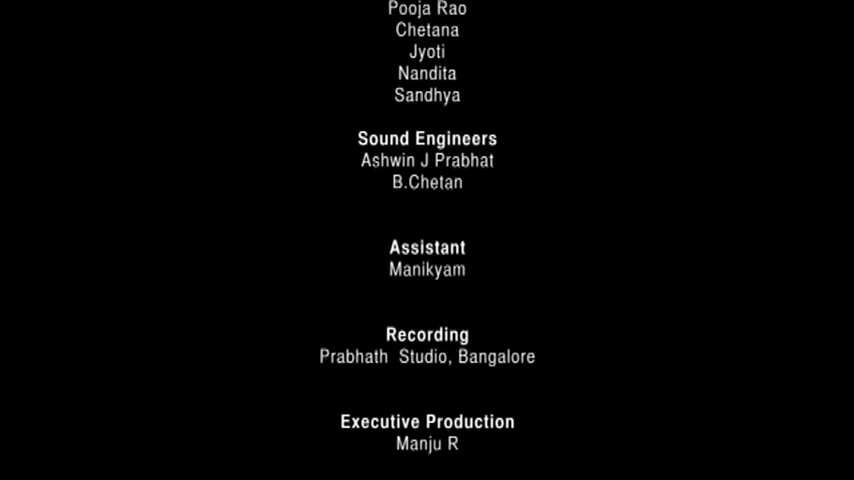 Pooja Rao
Chetana
Jyoti
Nandita
Sandhya
Sound Engineers
Ashwin J Prabhat
B.Chetan
Assistant
Manikyam
Recording
Prabhath  Studio, Bangalore
Executive Production
Manju R